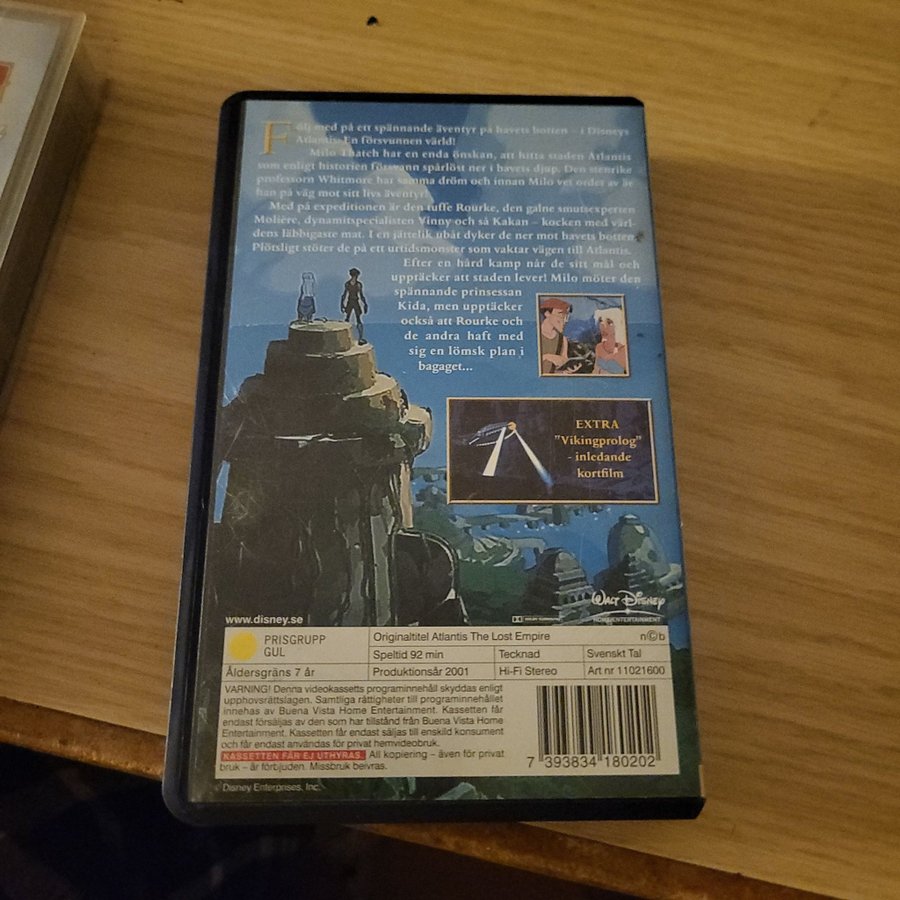 Följ med på ett spännande äventyr på havets botten – i Disneys
Atlantis: En försvunnen värld!
Milo Thatch har en enda önskan, att hitta staden Atlantis
som enligt historien försvann spårlöst ner i havets djup. Den stenrike
professorn Whitmore har samma dröm och innan Milo vet ordet av är
han på väg mot sitt livs äventyr!
Med på expeditionen är den tuffe Rourke, den galne smutsexperten
Molière, dynamitspecialisten Vinny och så Kakan – kocken med värl-
dens läbbigaste mat. I en jättelik ubåt dyker de ner mot havets botten.
Plötsligt stöter de på ett urtidsmonster som vaktar vägen till Atlantis.
Efter en hård kamp når de sitt mål och
upptäcker att staden lever! Milo möter den
spännande prinsessan
Kida, men upptäcker
också att Rourke och
de andra haft med
sig en lömsk plan i
bagaget...
EXTRA
"Vikingprolog"
- inledande
kortfilm
www.disney.se
WALT DISNEY
HOME ENTERTAINMENT
PRISGRUPP
GUL
Originaltitel Atlantis The Lost Empire
n©b
Speltid 92 min
Tecknad
Svenskt Tal
Åldersgräns 7 år
Produktionsår 2001
Hi-Fi Stereo
Art nr 11021600
VARNING! Denna videokassetts programinnehåll skyddas enligt
upphovsrättslagen. Samtliga rättigheter till programinnehållet
innehas av Buena Vista Home Entertainment. Kassetten får
endast försäljas av den som har tillstånd från Buena Vista Home
Entertainment. Kassetten får endast säljas till enskild konsument
och får endast användas för privat hemvideobruk.
KASSETTEN FÅR EJ UTHYRAS. All kopiering – även för privat
bruk – är förbjuden. Missbruk beivras.
7 393834 180202
© Disney Enterprises, Inc.